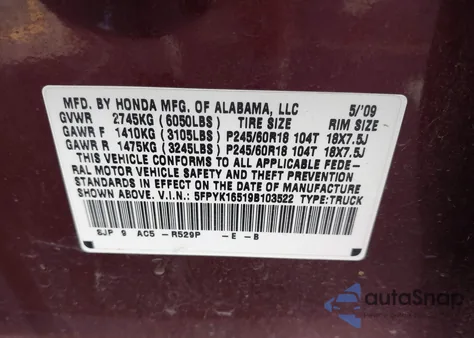 MFD. BY HONDA MFG. OF ALABAMA, LLC 5/'09
GVWR 2745KG (6050LBS) TIRE SIZE RIM SIZE
GAWR F 1410KG (3105LBS) P245/60R18 104T 18X7.5J
GAWR R 1475KG (3245LBS) P245/60R18 104T 18X7.5J
THIS VEHICLE CONFORMS TO ALL APPLICABLE FEDE-
RAL MOTOR VEHICLE SAFETY AND THEFT PREVENTION
STANDARDS IN EFFECT ON THE DATE OF MANUFACTURE
SHOWN ABOVE. V.I.N.: 5FPYK16519B103522 TYPE:TRUCK
SJP 9 AC5 -R529P -E -B
autoSnap